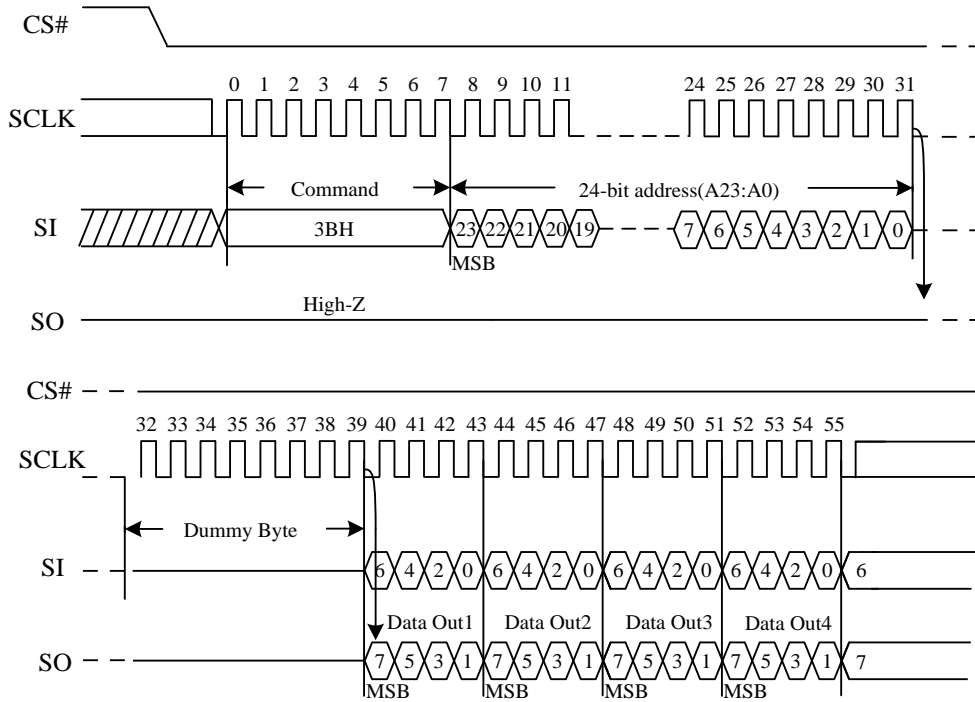 CS#
0 1 2 3 4 5 6 7 8 9 10 11 24 25 26 27 28 29 30 31
SCLK
Command 24-bit address(A23:A0)
SI 3BH 23 22 21 20 19 7 6 5 4 3 2 1 0
MSB
High-Z
SO
CS#
32 33 34 35 36 37 38 39 40 41 42 43 44 45 46 47 48 49 50 51 52 53 54 55
SCLK
Dummy Byte
SI 6 4 2 0 6 4 2 0 6 4 2 0 6 4 2 0 6
Data Out1 Data Out2 Data Out3 Data Out4
SO 7 5 3 1 7 5 3 1 7 5 3 1 7 5 3 1 7
MSB MSB MSB MSB